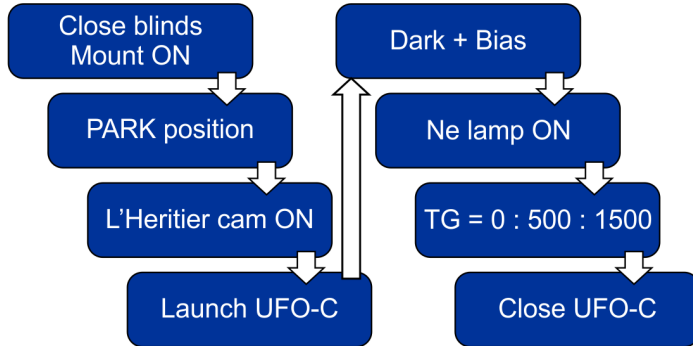 Close blinds
Mount ON
PARK position
L'Heritier cam ON
Launch UFO-C
Dark + Bias
Ne lamp ON
TG = 0 : 500 : 1500
Close UFO-C